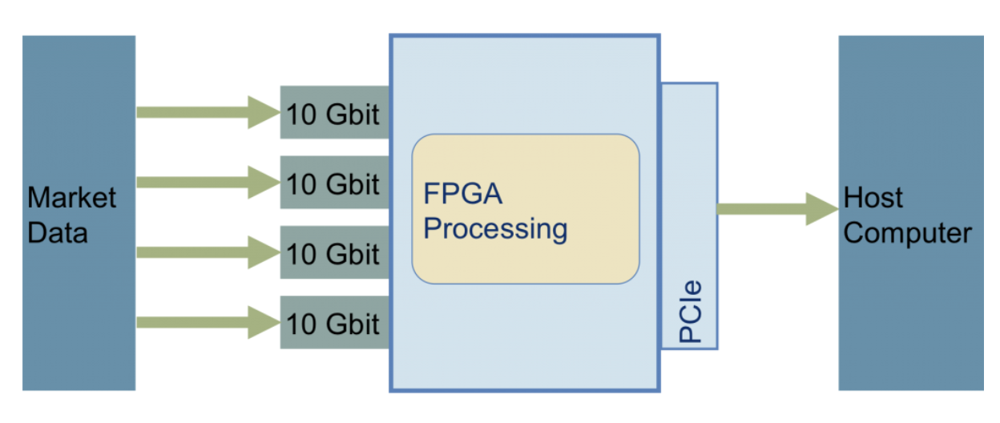 Market
Data
10 Gbit
10 Gbit
10 Gbit
10 Gbit
FPGA
Processing
PCIe
Host
Computer